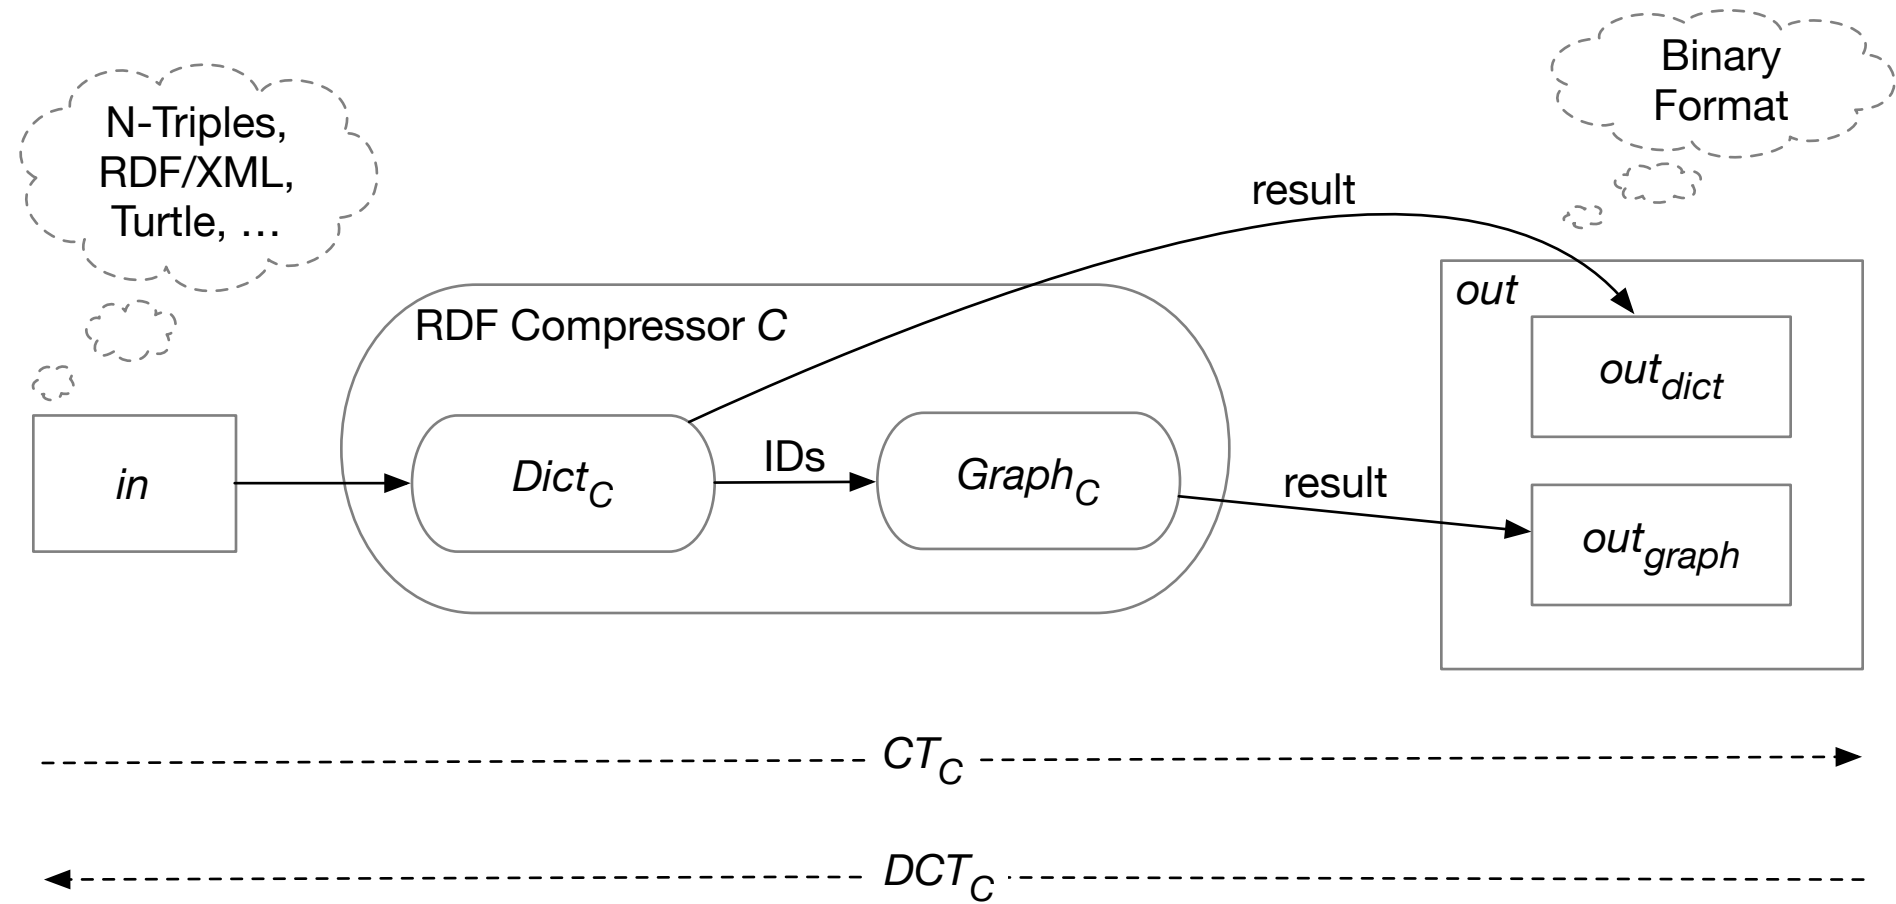 Binary
Format
N-Triples,
RDF/XML,
Turtle, …
result
out
RDF Compressor C
out_dict
in
Dict_C
IDs
Graph_C
result
out_graph
CT_C
DCT_C